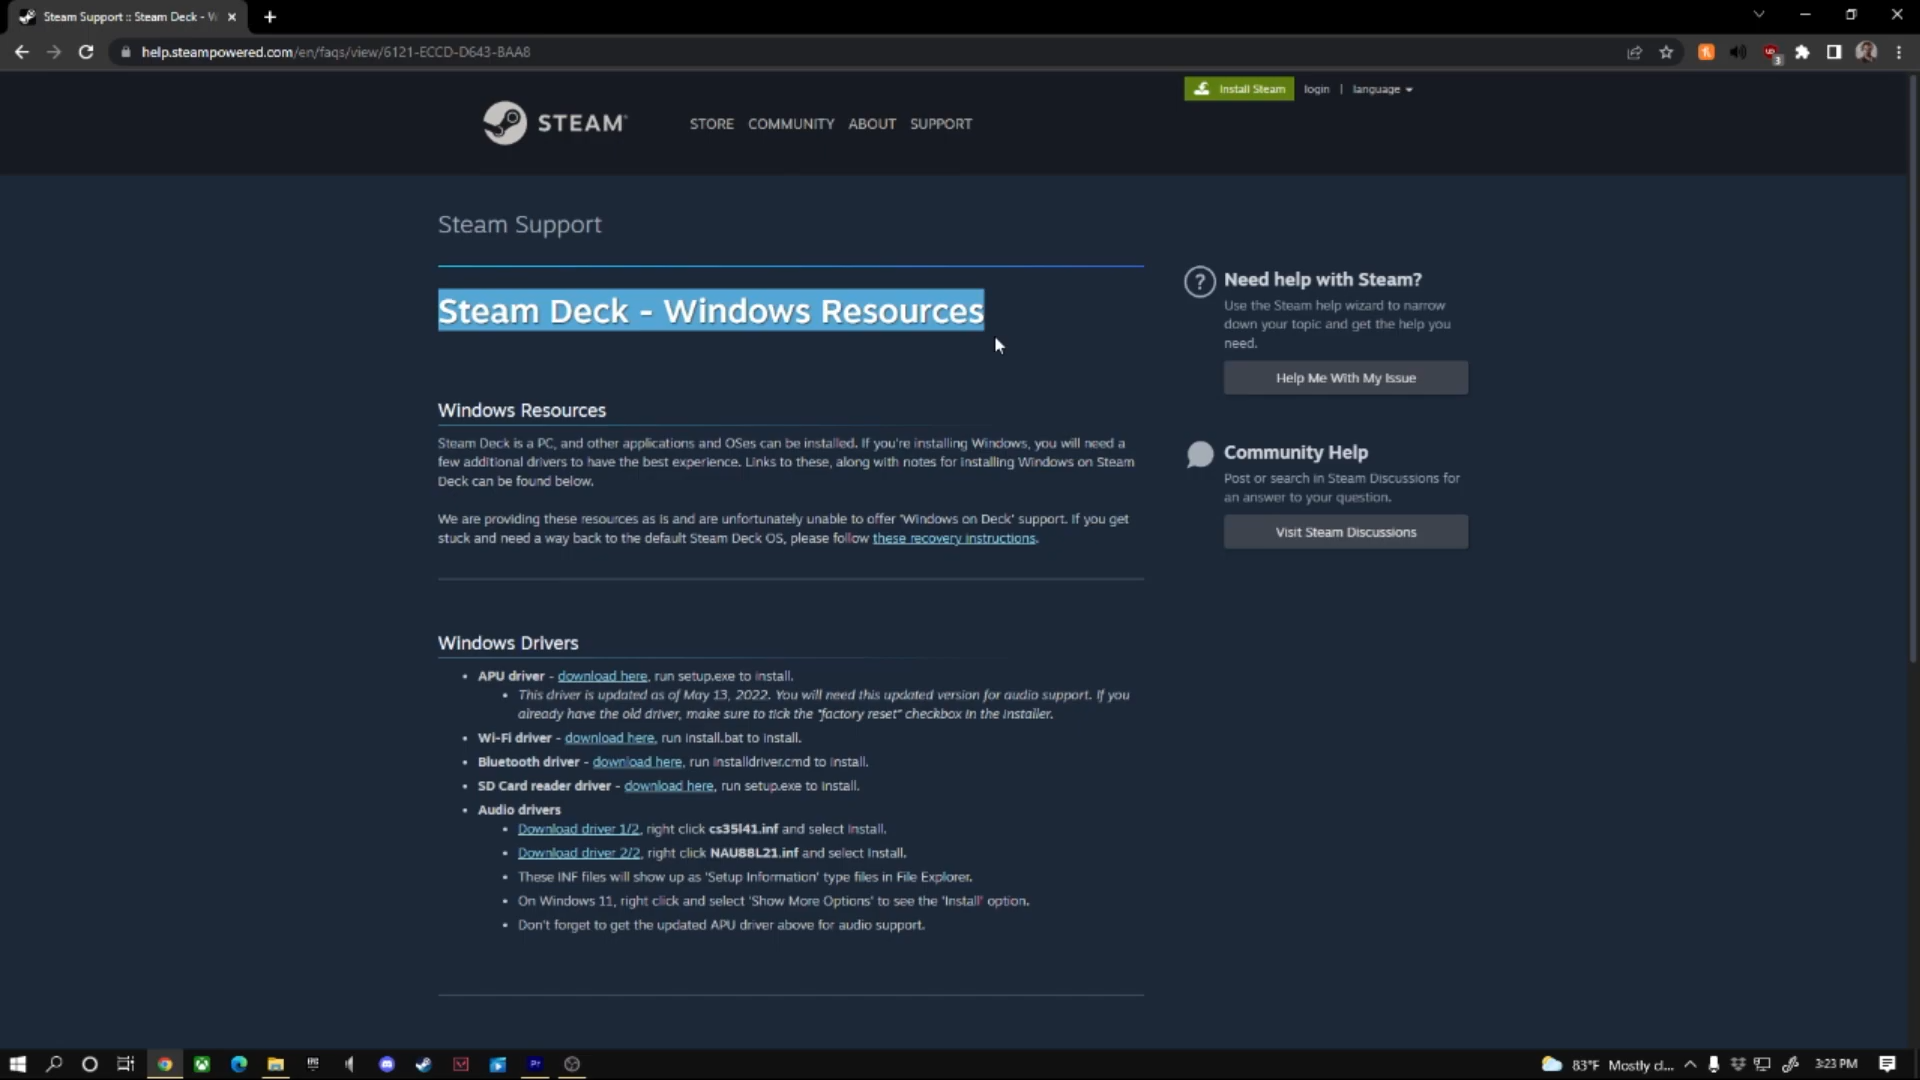 Steam Support :: Steam Deck - W
help.steampowered.com/en/faqs/view/6121-ECCD-D643-BAA8
3
Install Steam
login | language
STEAM
STORE COMMUNITY ABOUT SUPPORT
Steam Support
Steam Deck - Windows Resources
Windows Resources
Steam Deck is a PC, and other applications and OSes can be installed. If you're installing Windows, you will need a
few additional drivers to have the best experience. Links to these, along with notes for installing Windows on Steam
Deck can be found below.
We are providing these resources as is and are unfortunately unable to offer 'Windows on Deck' support. If you get
stuck and need a way back to the default Steam Deck OS, please follow these recovery instructions.
Windows Drivers
• APU driver - download here, run setup.exe to install.
• This driver is updated as of May 13, 2022. You will need this updated version for audio support. If you
already have the old driver, make sure to tick the "factory reset" checkbox in the installer.
• Wi-Fi driver - download here, run install.bat to install.
• Bluetooth driver - download here, run installdriver.cmd to install.
• SD Card reader driver - download here, run setup.exe to install.
• Audio drivers
• Download driver 1/2, right click cs35l41.inf and select Install.
• Download driver 2/2, right click NAU88L21.inf and select Install.
• These INF files will show up as 'Setup Information' type files in File Explorer.
• On Windows 11, right click and select 'Show More Options' to see the 'Install' option.
• Don't forget to get the updated APU driver above for audio support.
Need help with Steam?
Use the Steam help wizard to narrow
down your topic and get the help you
need.
Help Me With My Issue
Community Help
Post or search in Steam Discussions for
an answer to your question.
Visit Steam Discussions
Pr
83°F Mostly cl...
3:23 PM